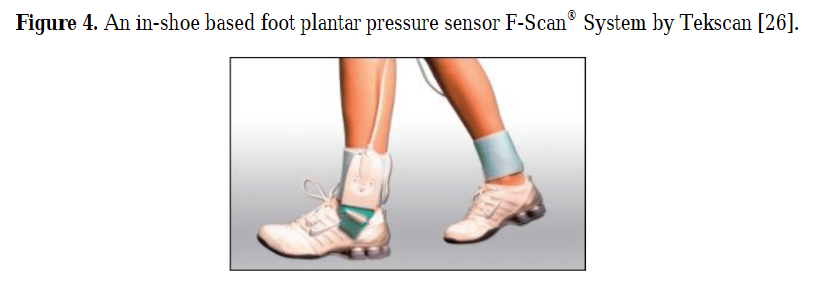 Figure 4. An in-shoe based foot plantar pressure sensor F-Scan® System by Tekscan [26].